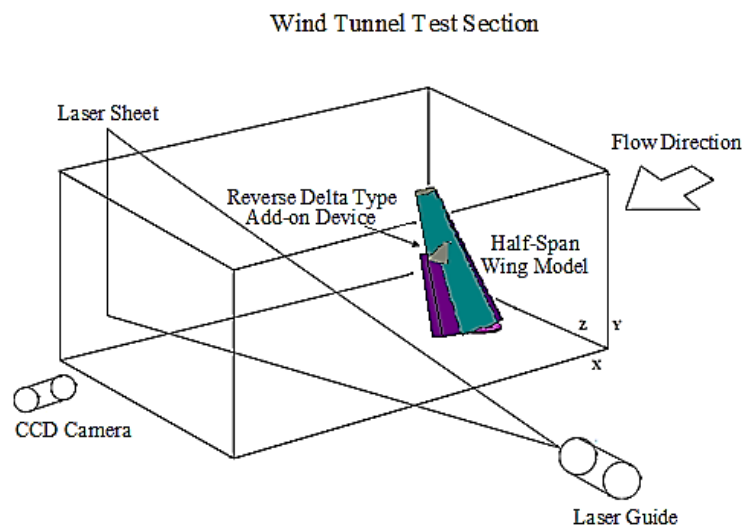 Wind Tunnel Test Section
Laser Sheet
Flow Direction
Reverse Delta Type
Add-on Device
Half-Span
Wing Model
Z
Y
X
CCD Camera
Laser Guide